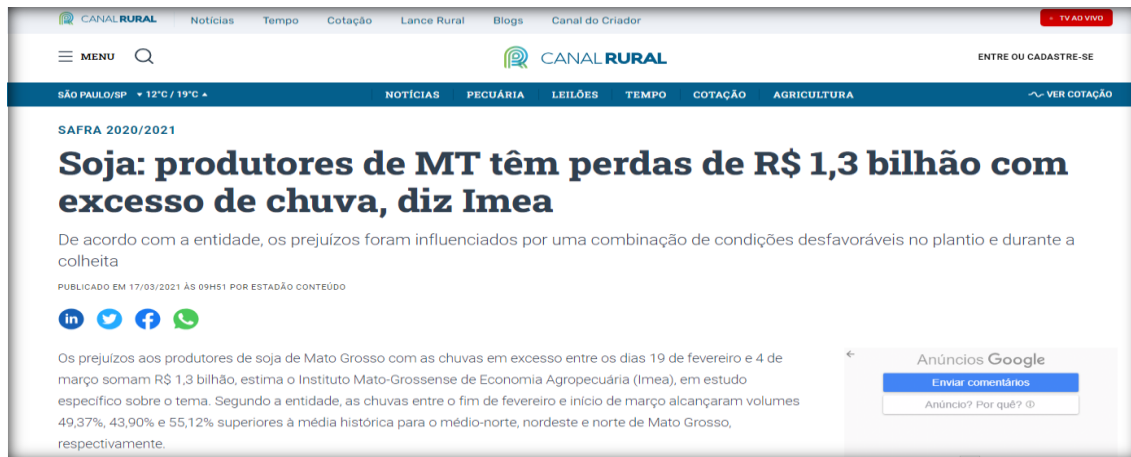 CANAL RURAL Notícias Tempo Cotação Lance Rural Blogs Canal do Criador TV AO VIVO
MENU CANAL RURAL ENTRE OU CADASTRE-SE
SÃO PAULO/SP 12°C / 19°C NOTÍCIAS PECUÁRIA LEILÕES TEMPO COTAÇÃO AGRICULTURA VER COTAÇÃO
SAFRA 2020/2021
Soja: produtores de MT têm perdas de R$ 1,3 bilhão com
excesso de chuva, diz Imea
De acordo com a entidade, os prejuízos foram influenciados por uma combinação de condições desfavoráveis no plantio e durante a
colheita
PUBLICADO EM 17/03/2021 ÀS 09H51 POR ESTADÃO CONTEÚDO
in
Os prejuízos aos produtores de soja de Mato Grosso com as chuvas em excesso entre os dias 19 de fevereiro e 4 de
março somam R$ 1,3 bilhão, estima o Instituto Mato-Grossense de Economia Agropecuária (Imea), em estudo
específico sobre o tema. Segundo a entidade, as chuvas entre o fim de fevereiro e início de março alcançaram volumes
49,37%, 43,90% e 55,12% superiores à média histórica para o médio-norte, nordeste e norte de Mato Grosso,
respectivamente.
Anúncios Google
Enviar comentários
Anúncio? Por quê?